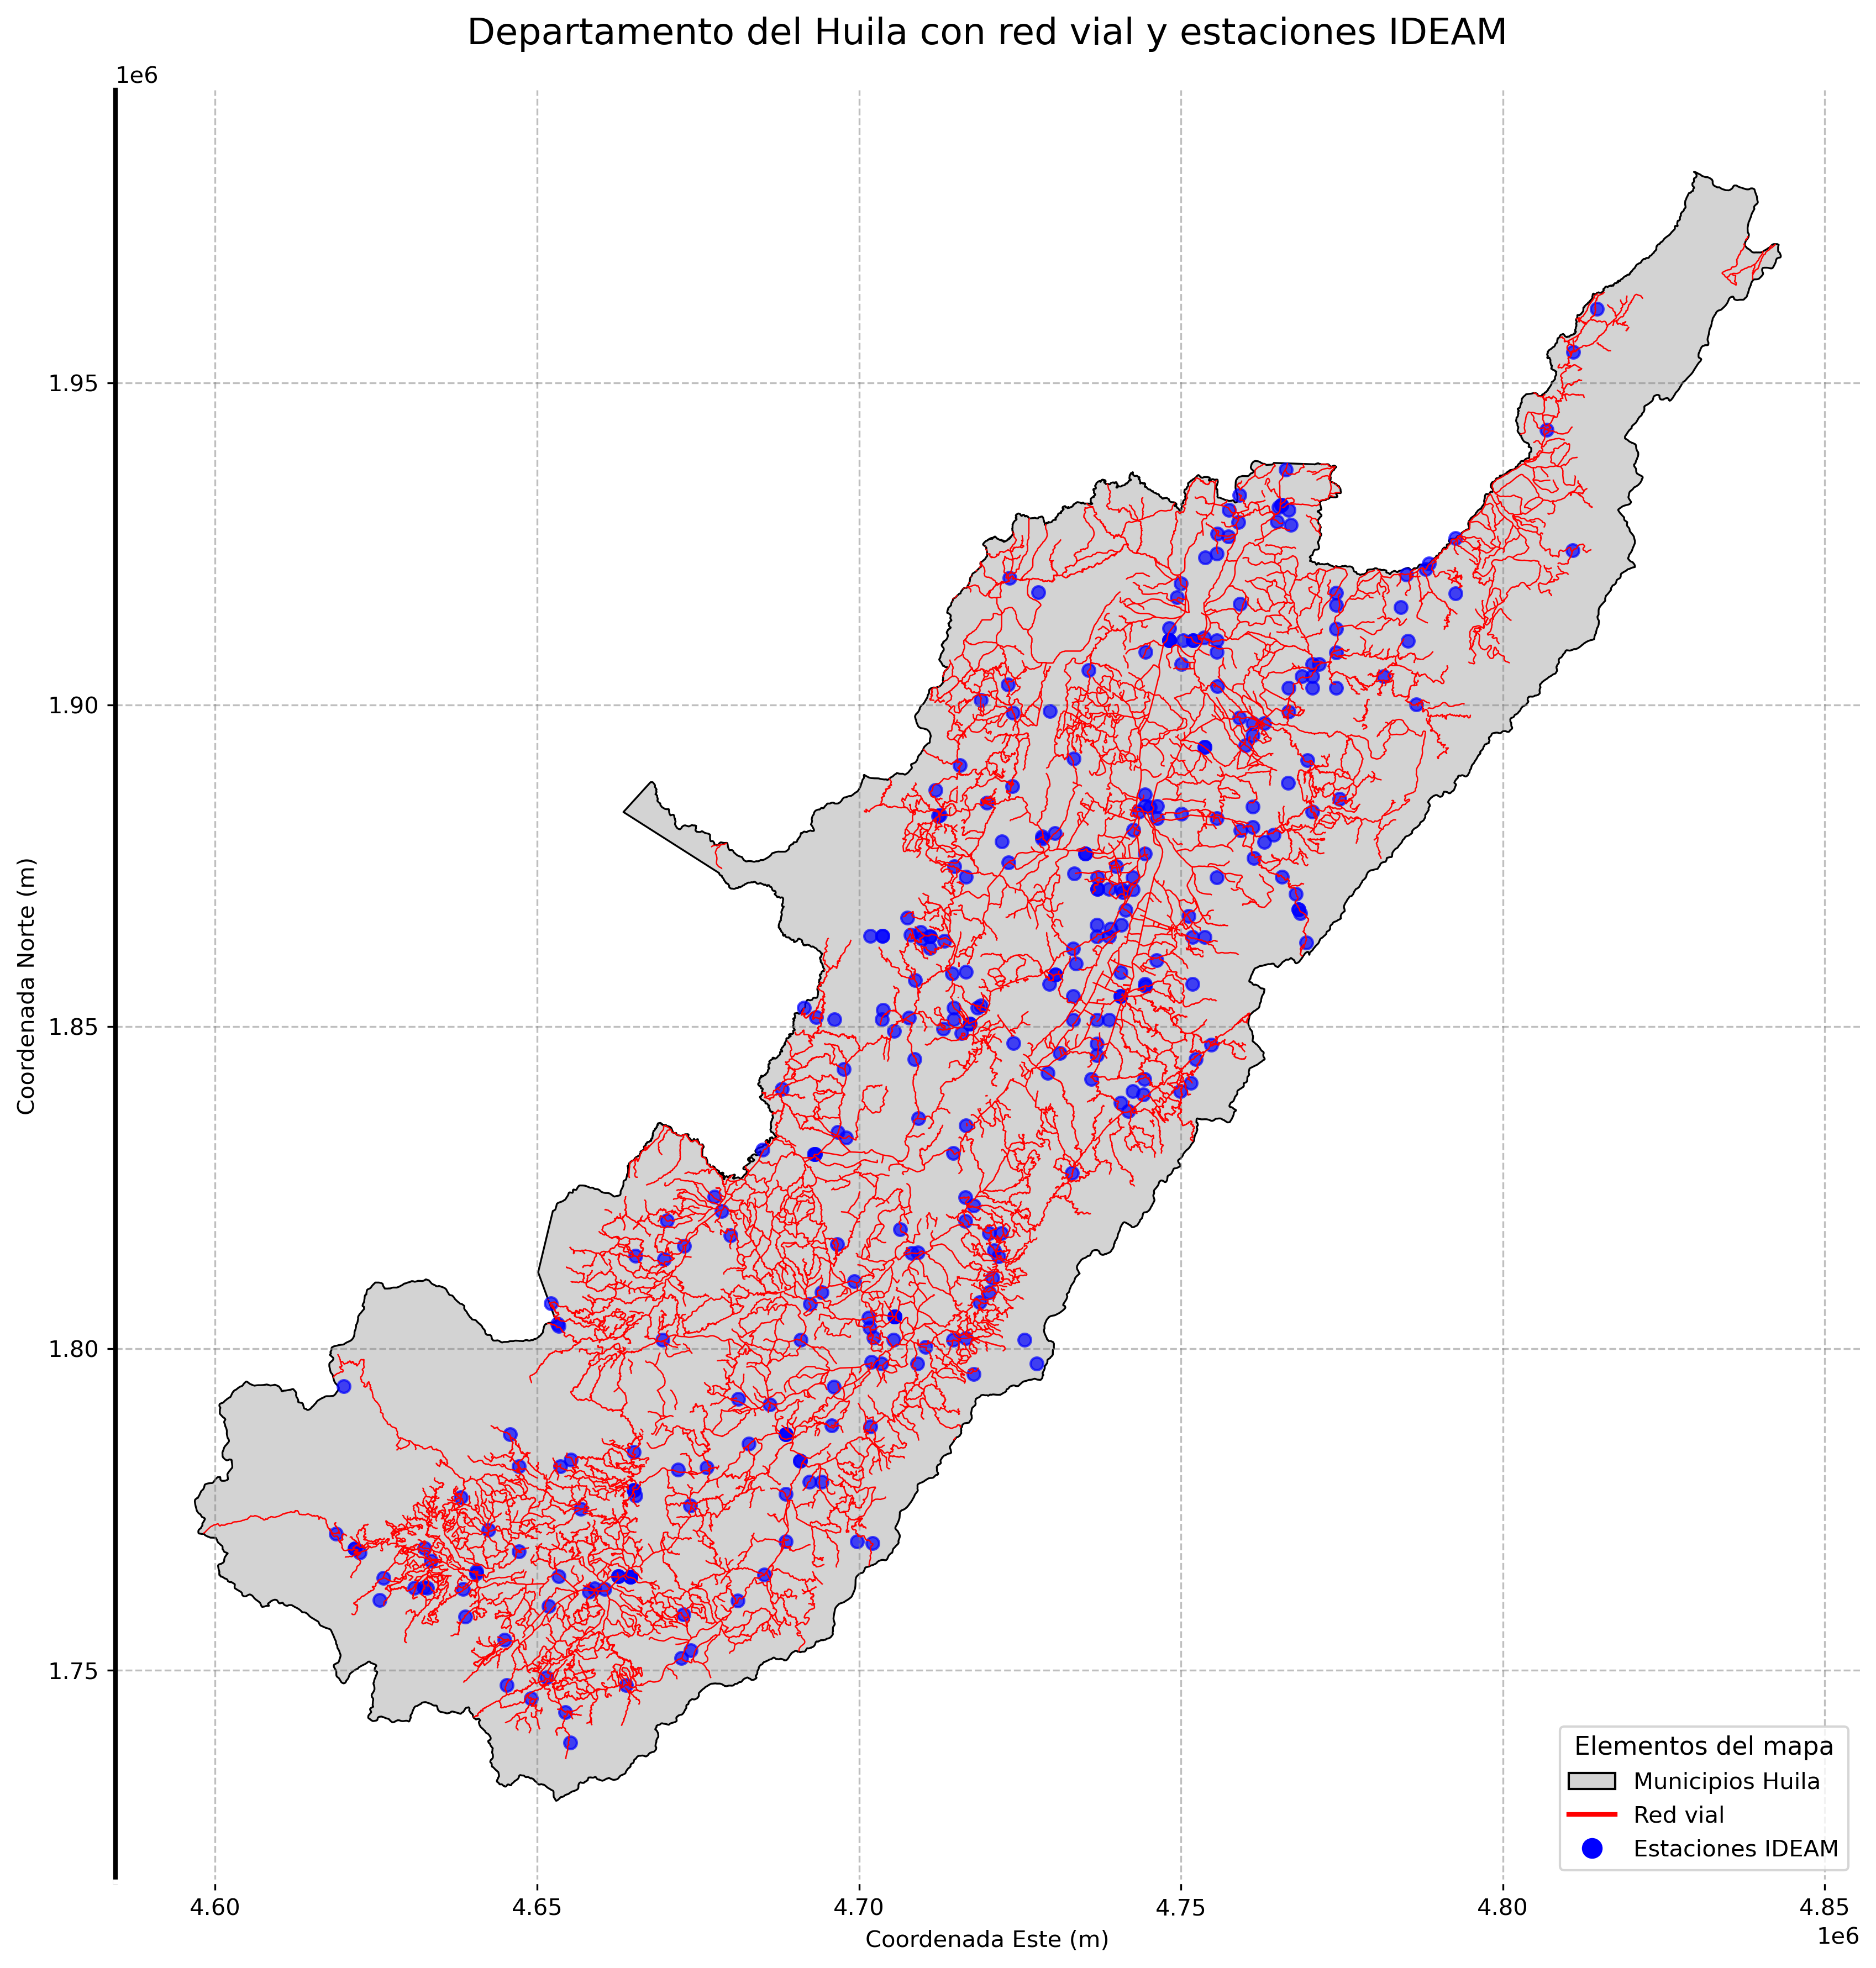 Departamento del Huila con red vial y estaciones IDEAM
1e6
1.95
1.90
1.85
1.80
1.75
Coordenada Norte (m)
4.60 4.65 4.70 4.75 4.80 4.85
1e6
Coordenada Este (m)
Elementos del mapa
Municipios Huila
Red vial
Estaciones IDEAM